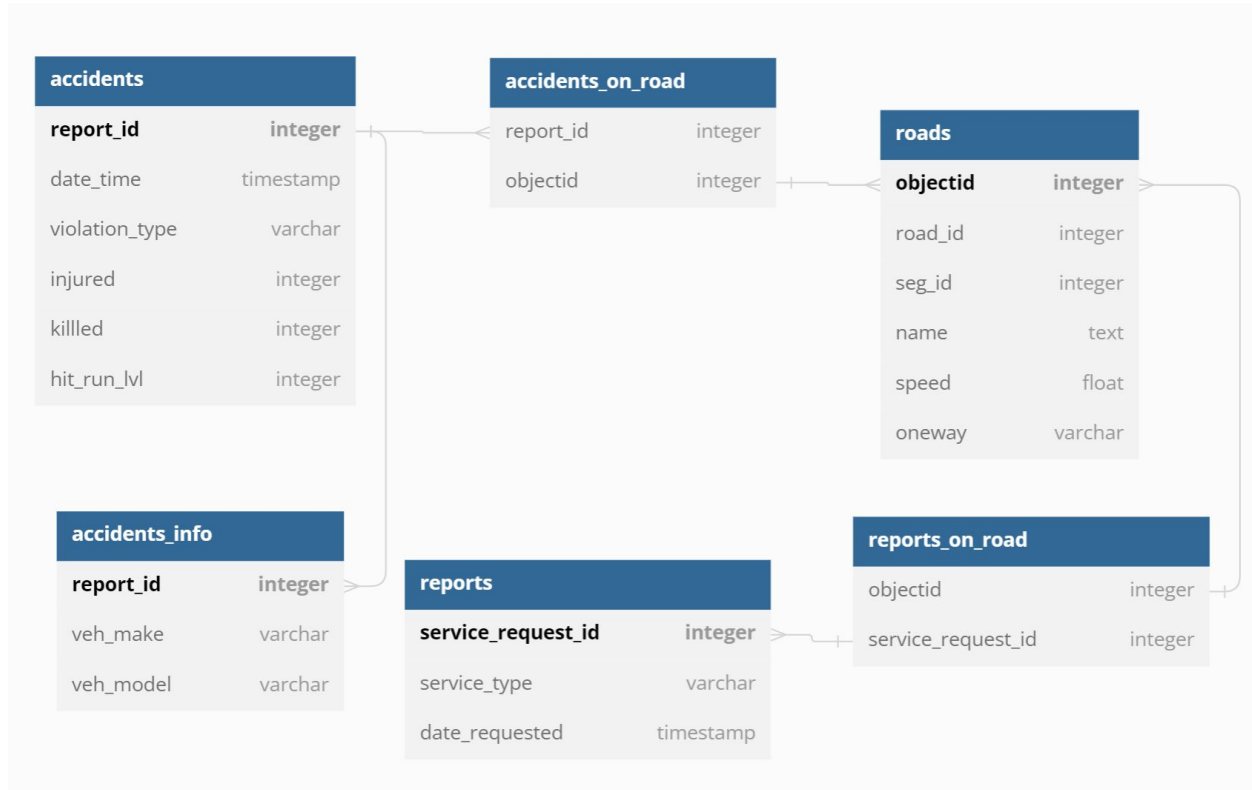 accidents
report_id integer
date_time timestamp
violation_type varchar
injured integer
killled integer
hit_run_lvl integer
accidents_on_road
report_id integer
objectid integer
roads
objectid integer
road_id integer
seg_id integer
name text
speed float
oneway varchar
accidents_info
report_id integer
veh_make varchar
veh_model varchar
reports
service_request_id integer
service_type varchar
date_requested timestamp
reports_on_road
objectid integer
service_request_id integer